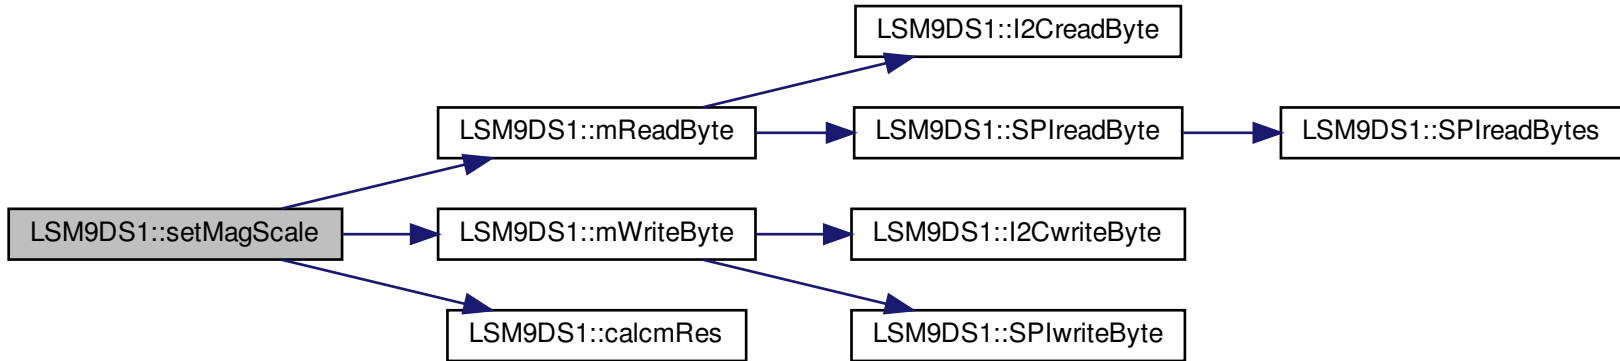 LSM9DS1::I2CreadByte
LSM9DS1::mReadByte
LSM9DS1::SPIreadByte
LSM9DS1::SPIreadBytes
LSM9DS1::setMagScale
LSM9DS1::mWriteByte
LSM9DS1::I2CwriteByte
LSM9DS1::calcmRes
LSM9DS1::SPIwriteByte